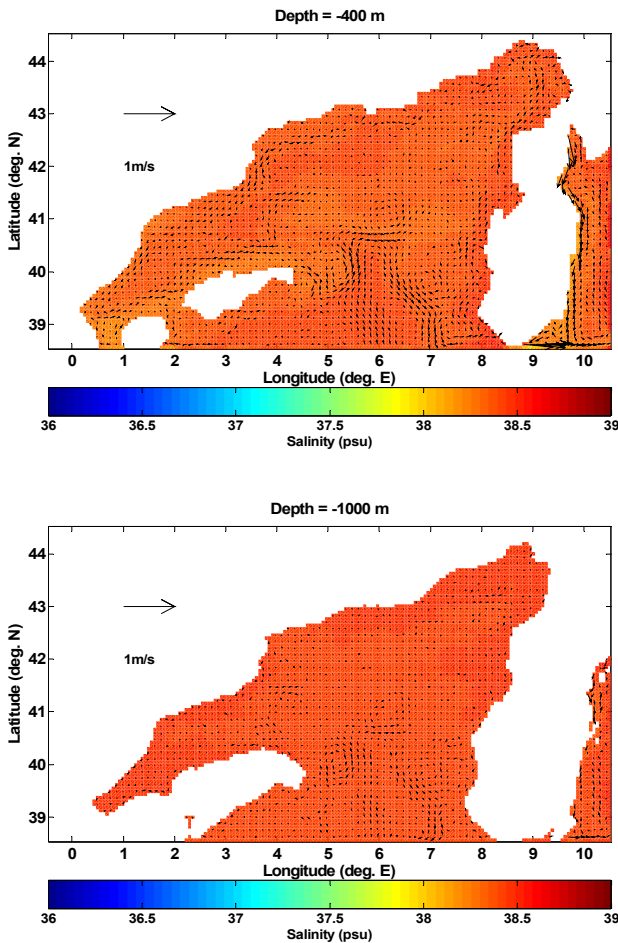 Depth = -400 m
44
43
42
41
40
39
Latitude (deg. N)
1m/s
0 1 2 3 4 5 6 7 8 9 10
Longitude (deg. E)
36 36.5 37 37.5 38 38.5 39
Salinity (psu)
Depth = -1000 m
44
43
42
41
40
39
Latitude (deg. N)
1m/s
0 1 2 3 4 5 6 7 8 9 10
Longitude (deg. E)
36 36.5 37 37.5 38 38.5 39
Salinity (psu)